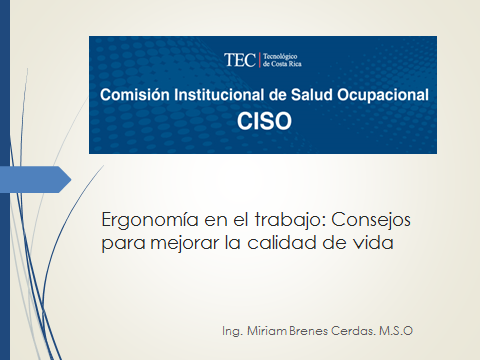 TEC | Tecnológico
de Costa Rica
Comisión Institucional de Salud Ocupacional
CISO
Ergonomía en el trabajo: Consejos
para mejorar la calidad de vida
Ing. Miriam Brenes Cerdas. M.S.O